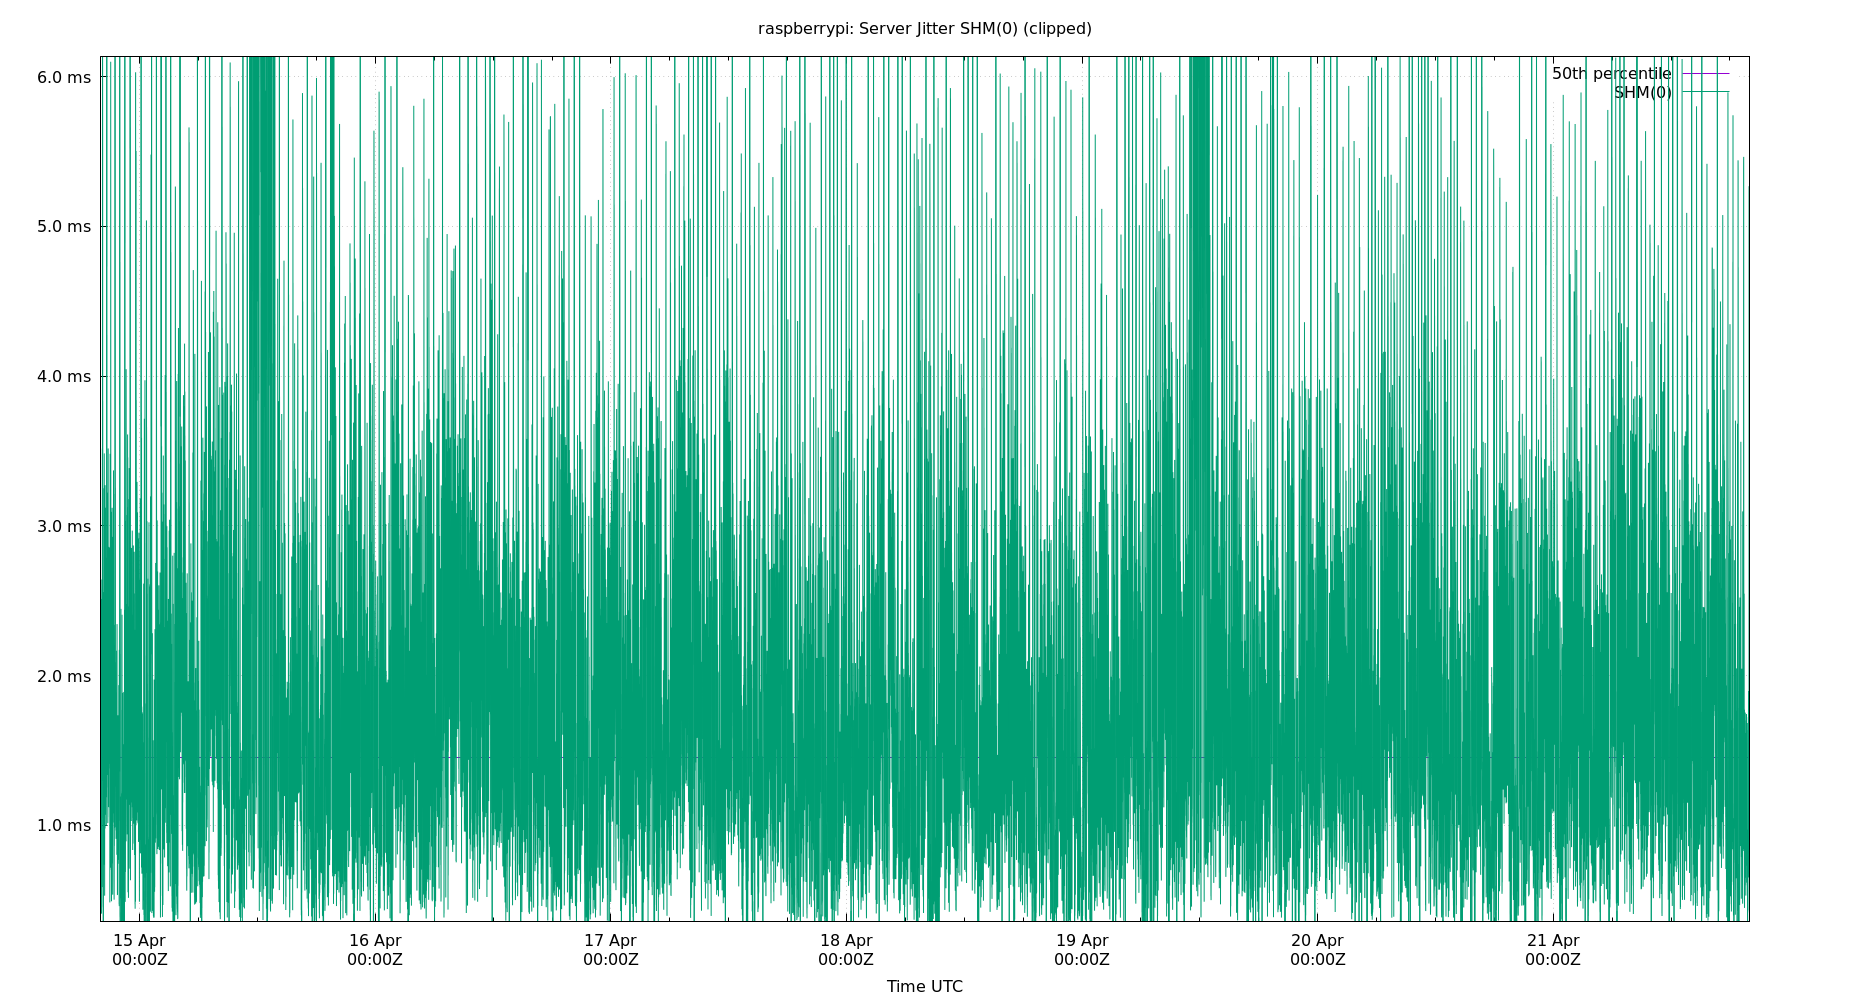 raspberrypi: Server Jitter SHM(0) (clipped)
50th percentile
SHM(0)
6.0 ms
5.0 ms
4.0 ms
3.0 ms
2.0 ms
1.0 ms
15 Apr 16 Apr 17 Apr 18 Apr 19 Apr 20 Apr 21 Apr
00:00Z 00:00Z 00:00Z 00:00Z 00:00Z 00:00Z 00:00Z
Time UTC